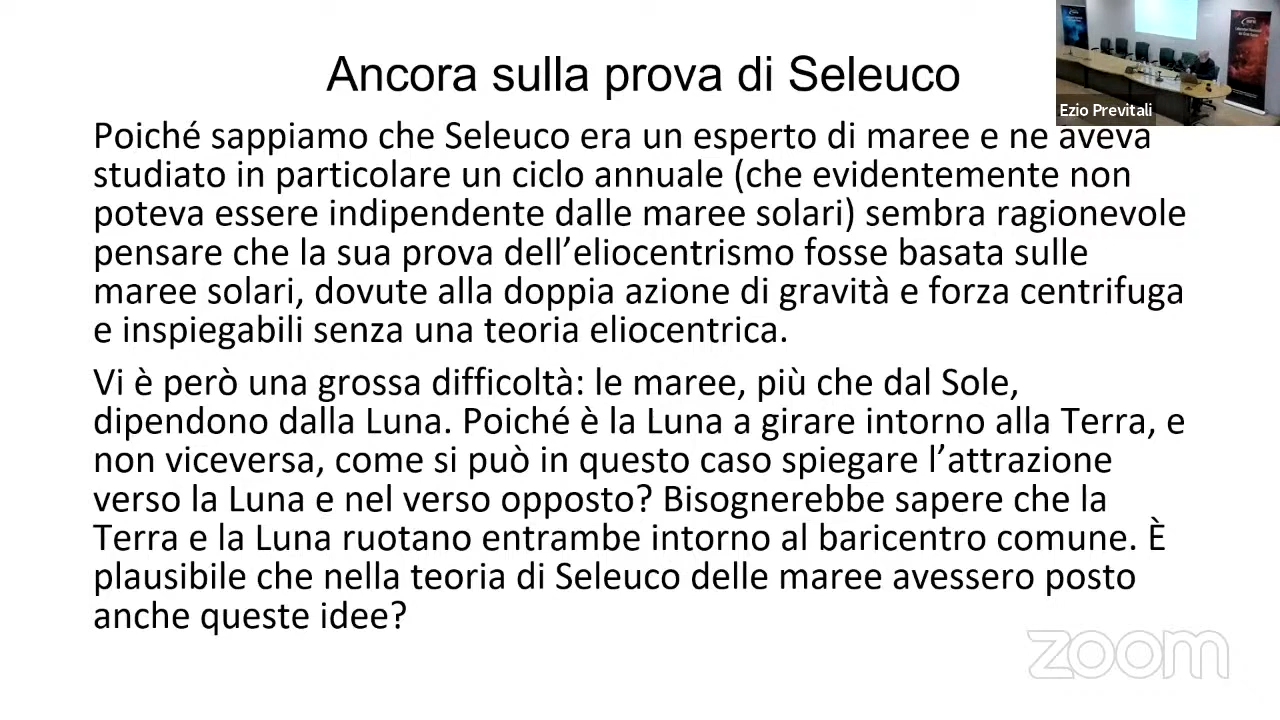 Ancora sulla prova di Seleuco
Ezio Previtali
Poiché sappiamo che Seleuco era un esperto di maree e ne aveva
studiato in particolare un ciclo annuale (che evidentemente non
poteva essere indipendente dalle maree solari) sembra ragionevole
pensare che la sua prova dell’eliocentrismo fosse basata sulle
maree solari, dovute alla doppia azione di gravità e forza centrifuga
e inspiegabili senza una teoria eliocentrica.
Vi è però una grossa difficoltà: le maree, più che dal Sole,
dipendono dalla Luna. Poiché è la Luna a girare intorno alla Terra, e
non viceversa, come si può in questo caso spiegare l’attrazione
verso la Luna e nel verso opposto? Bisognerebbe sapere che la
Terra e la Luna ruotano entrambe intorno al baricentro comune. È
plausibile che nella teoria di Seleuco delle maree avessero posto
anche queste idee?
zoom